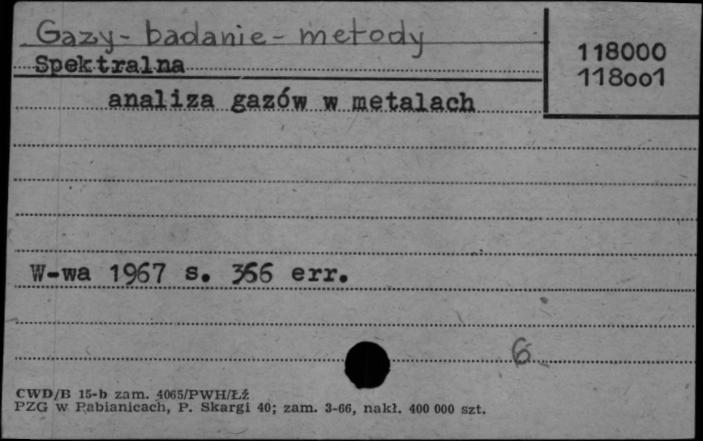 Gazy - badanie - metody
118000
118001
Spektralna
analiza gazów w metalach
W-wa 1967 s. 366 err.
6
CWD/B 15-b zam. 4065/PWH/Łź
PZG w Pabianicach, P. Skargi 40; zam. 3-66, nakł. 400 000 szt.